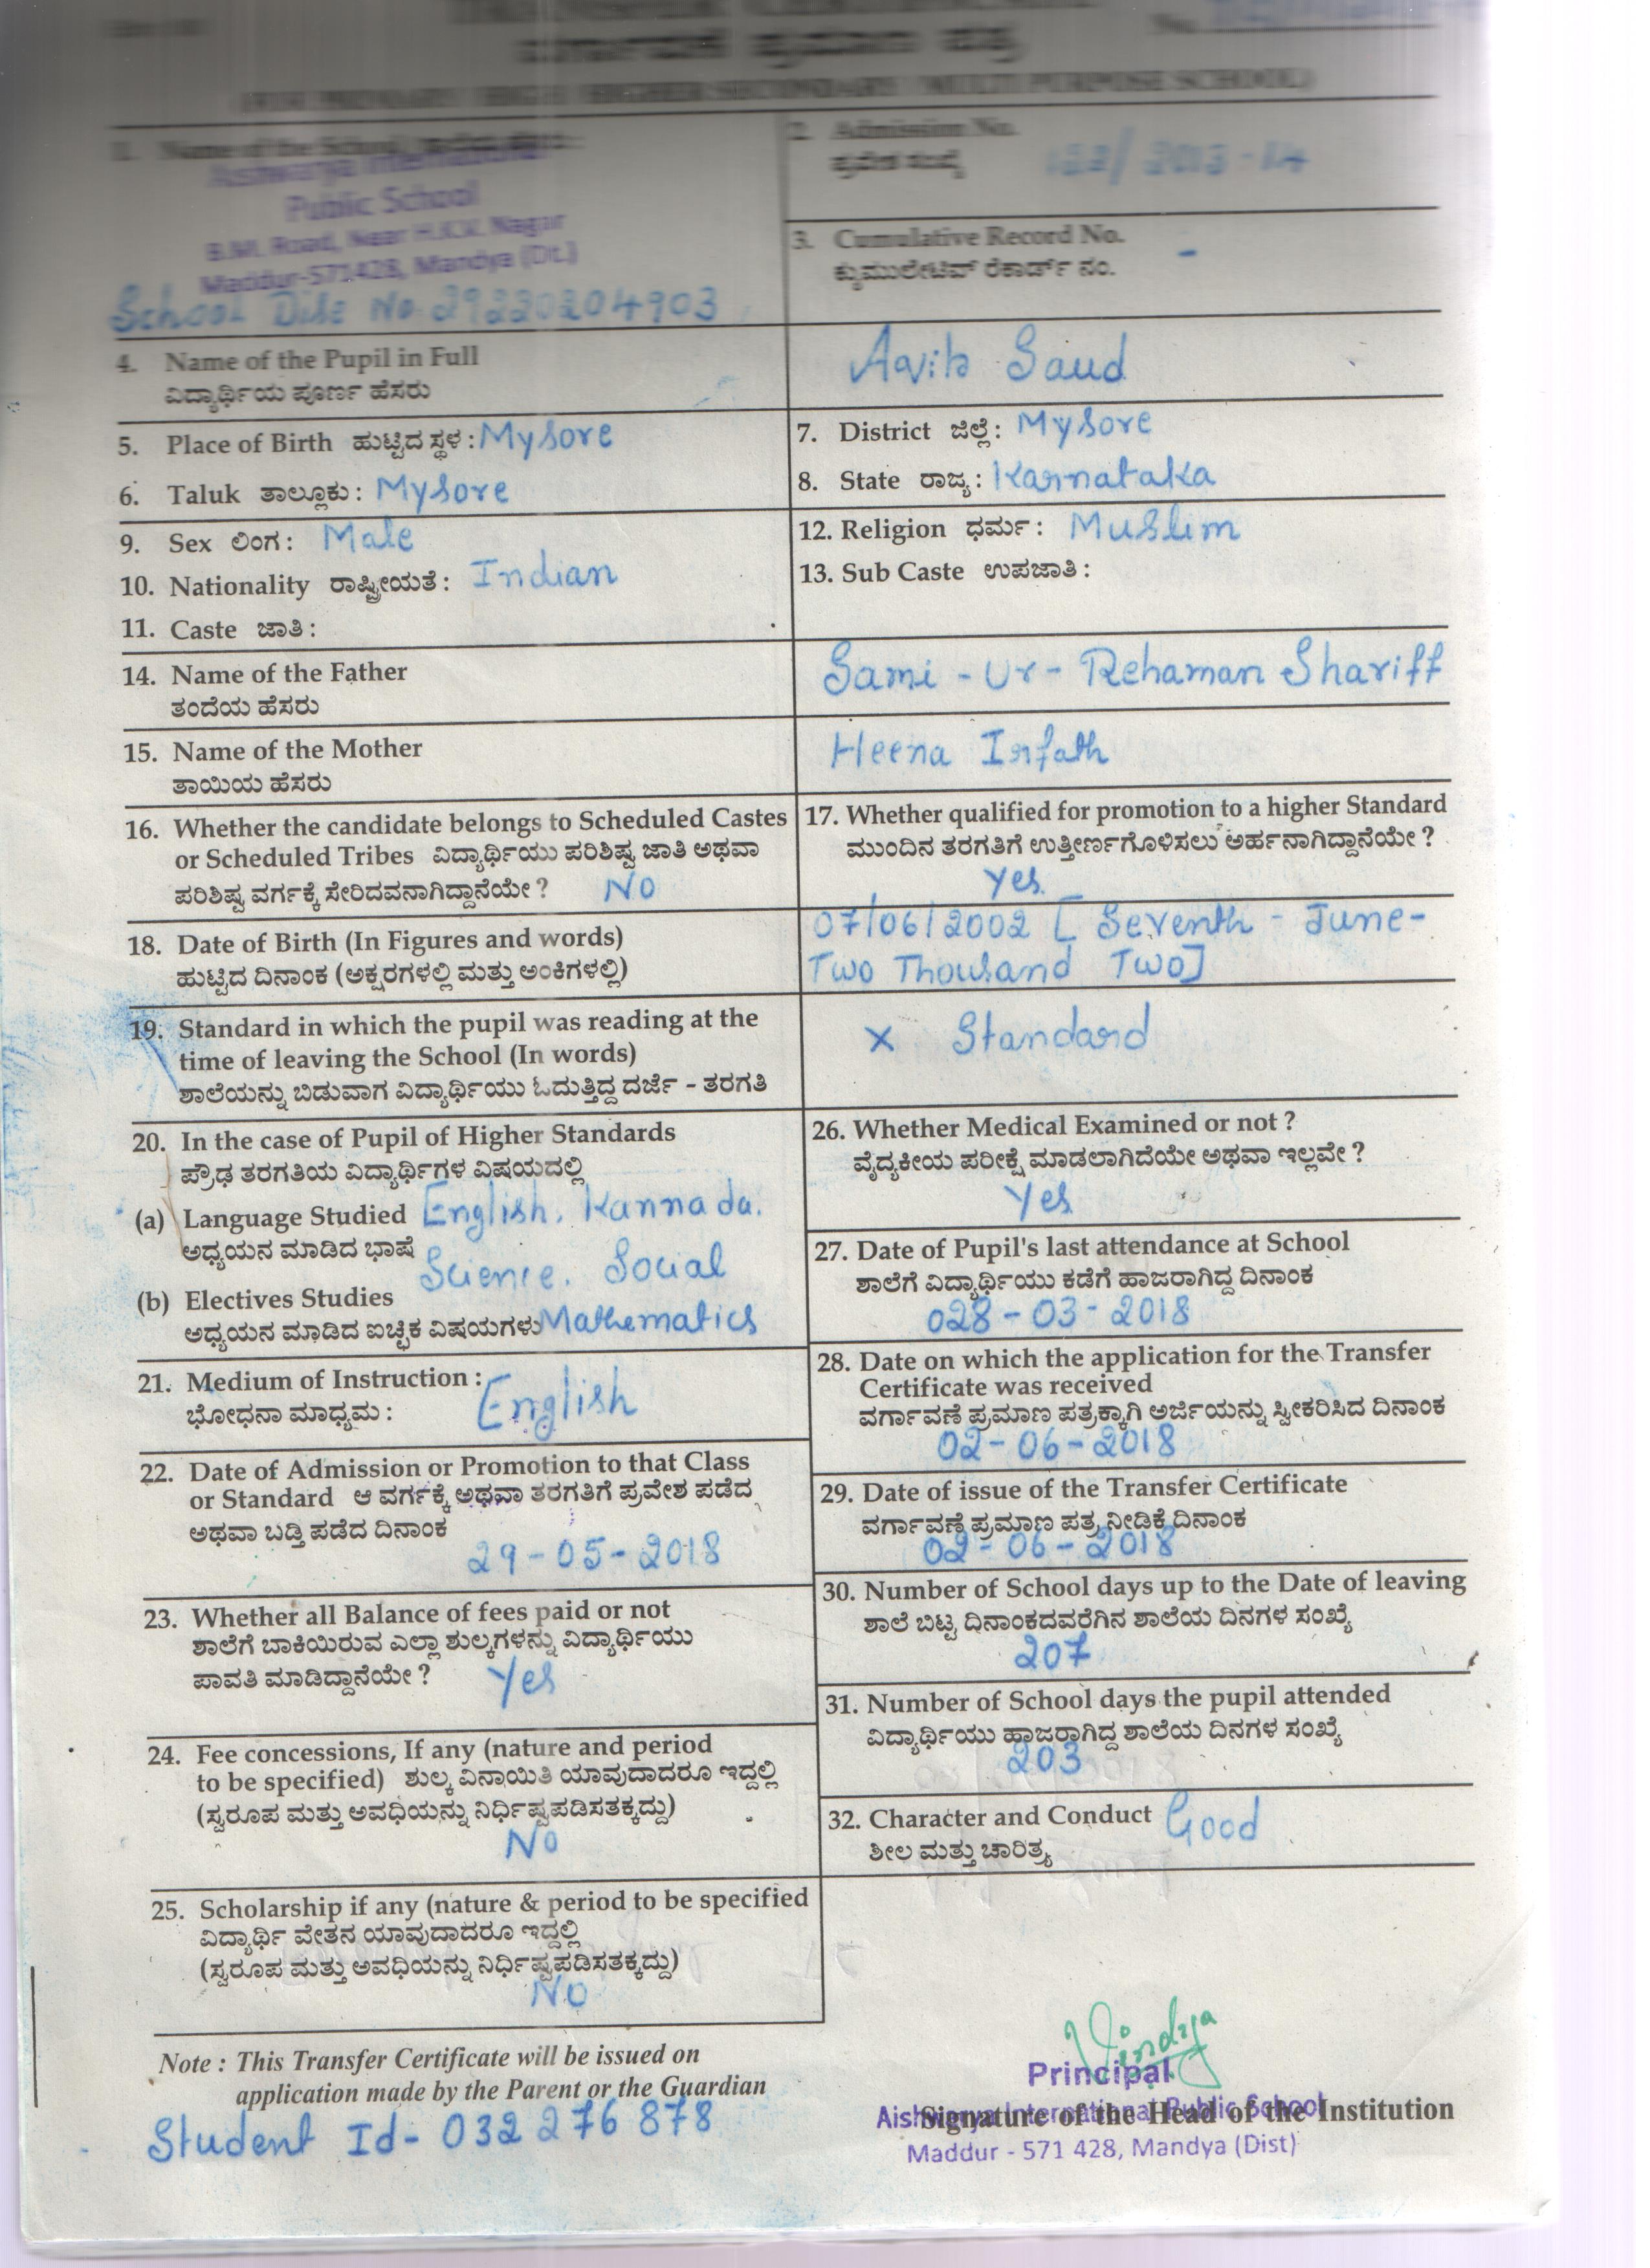 TRANSFER CERTIFICATE
ವರ್ಗಾವಣೆ ಪ್ರಮಾಣ ಪತ್ರ
No.
(FOR PRIMARY / HIGH / HIGHER SECONDARY / MULTI PURPOSE SCHOOL)
1. Name of the School
Aishwarya International
Public School
B.M. Road, Near H.K.V. Nagar
Maddur-571428, Mandya (Dt.)
School Dise No 29220204903
2. Admission No.
ಪ್ರವೇಶ ಸಂಖ್ಯೆ
/ 2013-14
3. Cumulative Record No. -
ಕ್ಯುಮುಲೇಟಿವ್ ರೆಕಾರ್ಡ್ ನಂ.
4. Name of the Pupil in Full
ವಿದ್ಯಾರ್ಥಿಯ ಪೂರ್ಣ ಹೆಸರು
Saud
5. Place of Birth ಹುಟ್ಟಿದ ಸ್ಥಳ : Mysore
6. Taluk ತಾಲ್ಲೂಕು : Mysore
7. District ಜಿಲ್ಲೆ : Mysore
8. State ರಾಜ್ಯ : Karnataka
9. Sex ಲಿಂಗ : Male
10. Nationality ರಾಷ್ಟ್ರೀಯತೆ : Indian
11. Caste ಜಾತಿ :
12. Religion ಧರ್ಮ : Muslim
13. Sub Caste ಉಪಜಾತಿ :
14. Name of the Father
ತಂದೆಯ ಹೆಸರು
Sami - Ur - Rehaman Shariff
15. Name of the Mother
ತಾಯಿಯ ಹೆಸರು
Heena Irfath
16. Whether the candidate belongs to Scheduled Castes
or Scheduled Tribes ವಿದ್ಯಾರ್ಥಿಯು ಪರಿಶಿಷ್ಟ ಜಾತಿ ಅಥವಾ
ಪರಿಶಿಷ್ಟ ವರ್ಗಕ್ಕೆ ಸೇರಿದವನಾಗಿದ್ದಾನೆಯೇ ? NO
17. Whether qualified for promotion to a higher Standard
ಮುಂದಿನ ತರಗತಿಗೆ ಉತ್ತೀರ್ಣಗೊಳಿಸಲು ಅರ್ಹನಾಗಿದ್ದಾನೆಯೇ ?
Yes
18. Date of Birth (In Figures and words)
ಹುಟ್ಟಿದ ದಿನಾಂಕ (ಅಕ್ಷರಗಳಲ್ಲಿ ಮತ್ತು ಅಂಕಿಗಳಲ್ಲಿ)
07/06/2002 [ Seventh - June-
Two Thousand Two]
19. Standard in which the pupil was reading at the
time of leaving the School (In words)
ಶಾಲೆಯನ್ನು ಬಿಡುವಾಗ ವಿದ್ಯಾರ್ಥಿಯು ಓದುತ್ತಿದ್ದ ದರ್ಜೆ - ತರಗತಿ
X Standard
20. In the case of Pupil of Higher Standards
ಪ್ರೌಢ ತರಗತಿಯ ವಿದ್ಯಾರ್ಥಿಗಳ ವಿಷಯದಲ್ಲಿ
(a) Language Studied English, Kannada.
ಅಧ್ಯಯನ ಮಾಡಿದ ಭಾಷೆ Science. Social
(b) Electives Studies
ಅಧ್ಯಯನ ಮಾಡಿದ ಐಚ್ಛಿಕ ವಿಷಯಗಳು Mathematics
21. Medium of Instruction : English
ಭೋಧನಾ ಮಾಧ್ಯಮ :
22. Date of Admission or Promotion to that Class
or Standard ಆ ವರ್ಗಕ್ಕೆ ಅಥವಾ ತರಗತಿಗೆ ಪ್ರವೇಶ ಪಡೆದ
ಅಥವಾ ಬಡ್ತಿ ಪಡೆದ ದಿನಾಂಕ
29-05-2018
23. Whether all Balance of fees paid or not
ಶಾಲೆಗೆ ಬಾಕಿಯಿರುವ ಎಲ್ಲಾ ಶುಲ್ಕಗಳನ್ನು ವಿದ್ಯಾರ್ಥಿಯು
ಪಾವತಿ ಮಾಡಿದ್ದಾನೆಯೇ ? Yes
24. Fee concessions, If any (nature and period
to be specified) ಶುಲ್ಕ ವಿನಾಯಿತಿ ಯಾವುದಾದರೂ ಇದ್ದಲ್ಲಿ
(ಸ್ವರೂಪ ಮತ್ತು ಅವಧಿಯನ್ನು ನಿರ್ಧಿಷ್ಟಪಡಿಸತಕ್ಕದ್ದು)
No
25. Scholarship if any (nature & period to be specified
ವಿದ್ಯಾರ್ಥಿ ವೇತನ ಯಾವುದಾದರೂ ಇದ್ದಲ್ಲಿ
(ಸ್ವರೂಪ ಮತ್ತು ಅವಧಿಯನ್ನು ನಿರ್ಧಿಷ್ಟಪಡಿಸತಕ್ಕದ್ದು)
No
26. Whether Medical Examined or not ?
ವೈದ್ಯಕೀಯ ಪರೀಕ್ಷೆ ಮಾಡಲಾಗಿದೆಯೇ ಅಥವಾ ಇಲ್ಲವೇ ?
Yes
27. Date of Pupil's last attendance at School
ಶಾಲೆಗೆ ವಿದ್ಯಾರ್ಥಿಯು ಕಡೆಗೆ ಹಾಜರಾಗಿದ್ದ ದಿನಾಂಕ
028-03-2018
28. Date on which the application for the Transfer
Certificate was received
ವರ್ಗಾವಣೆ ಪ್ರಮಾಣ ಪತ್ರಕ್ಕಾಗಿ ಅರ್ಜಿಯನ್ನು ಸ್ವೀಕರಿಸಿದ ದಿನಾಂಕ
02-06-2018
29. Date of issue of the Transfer Certificate
ವರ್ಗಾವಣೆ ಪ್ರಮಾಣ ಪತ್ರ ನೀಡಿಕೆ ದಿನಾಂಕ
02-06-2018
30. Number of School days up to the Date of leaving
ಶಾಲೆ ಬಿಟ್ಟ ದಿನಾಂಕದವರೆಗಿನ ಶಾಲೆಯ ದಿನಗಳ ಸಂಖ್ಯೆ
207
31. Number of School days the pupil attended
ವಿದ್ಯಾರ್ಥಿಯು ಹಾಜರಾಗಿದ್ದ ಶಾಲೆಯ ದಿನಗಳ ಸಂಖ್ಯೆ
203
32. Character and Conduct Good
ಶೀಲ ಮತ್ತು ಚಾರಿತ್ರ್ಯ
Note : This Transfer Certificate will be issued on
application made by the Parent or the Guardian
Student Id- 032276878
Vindya
Principal
Aishwarya International Public School
Signature of the Head of the Institution
Maddur - 571 428, Mandya (Dist)